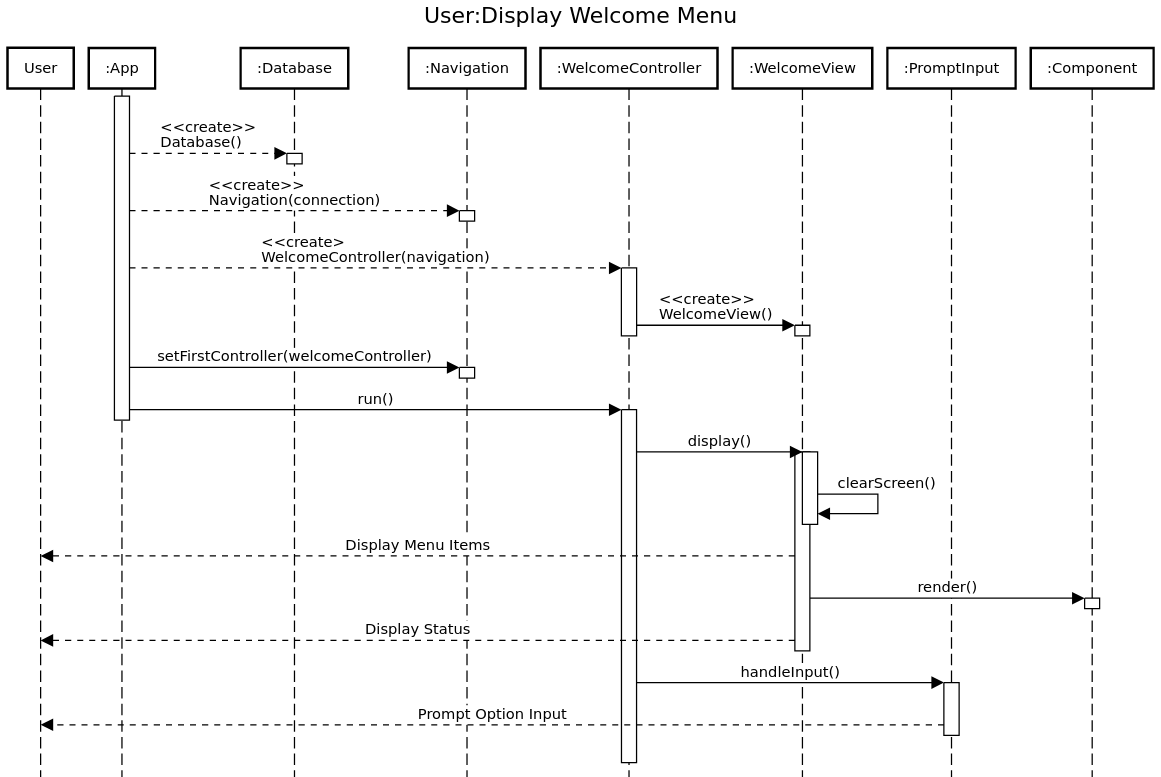 User:Display Welcome Menu
User
:App
:Database
:Navigation
:WelcomeController
:WelcomeView
:PromptInput
:Component
<<create>>
Database()
<<create>>
Navigation(connection)
<<create>
WelcomeController(navigation)
<<create>>
WelcomeView()
setFirstController(welcomeController)
run()
display()
clearScreen()
Display Menu Items
render()
Display Status
handleInput()
Prompt Option Input